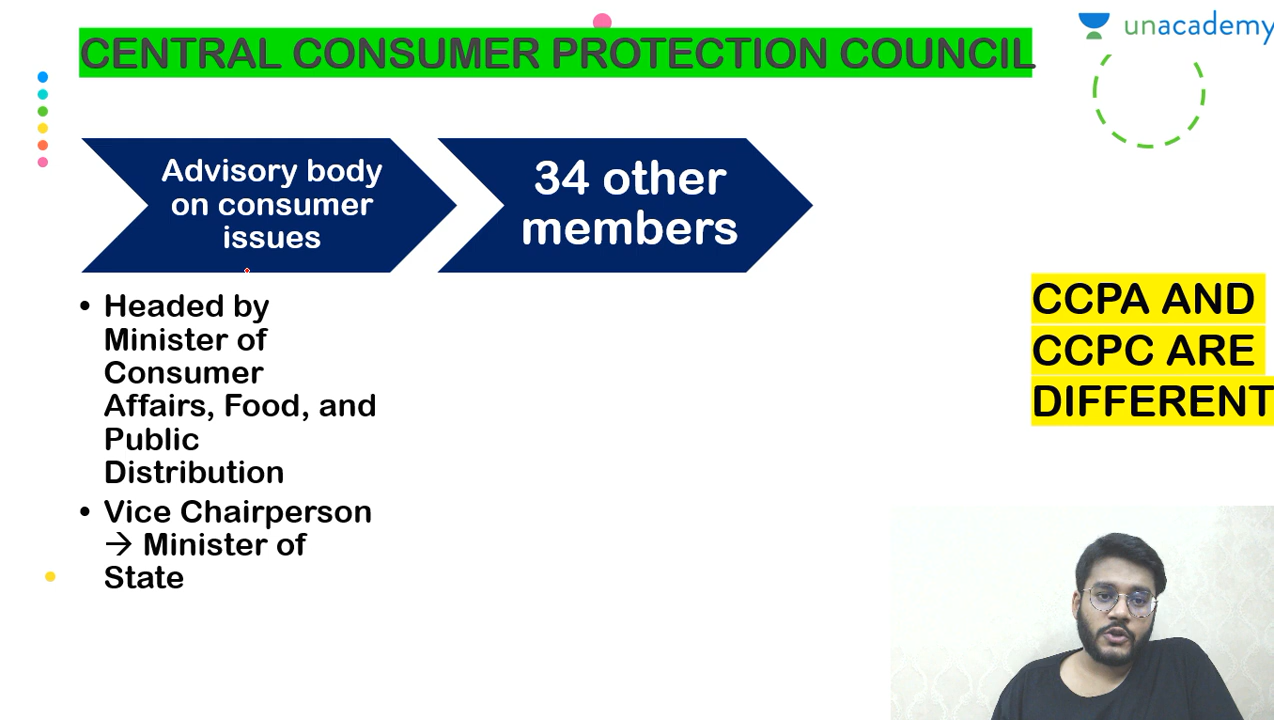 CENTRAL CONSUMER PROTECTION COUNCIL
unacademy
Advisory body
on consumer
issues
34 other
members
• Headed by
Minister of
Consumer
Affairs, Food, and
Public
Distribution
• Vice Chairperson
→ Minister of
State
CCPA AND
CCPC ARE
DIFFERENT